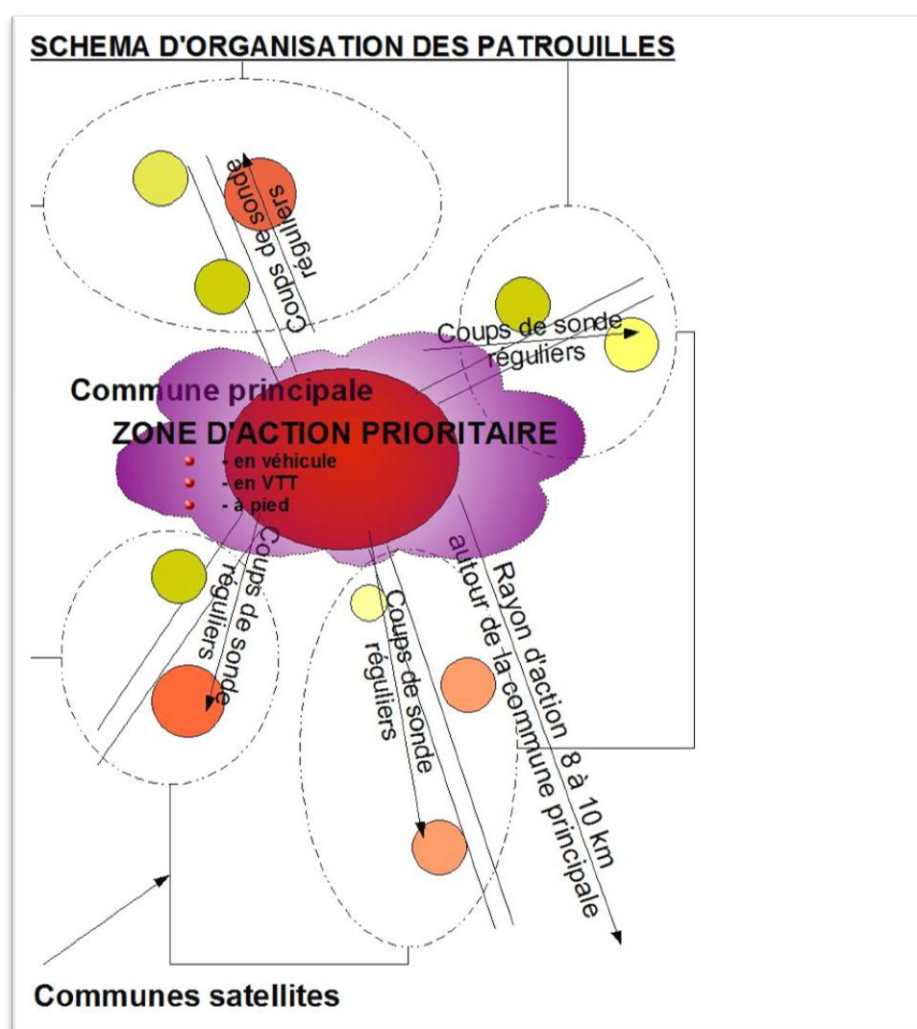 SCHEMA D'ORGANISATION DES PATROUILLES
Coups de sonde
réguliers
Coups de sonde
réguliers
Commune principale
ZONE D'ACTION PRIORITAIRE
- en véhicule
- en VTT
- à pied
Coups de sonde
réguliers
Coups de sonde
réguliers
Rayon d'action 8 à 10 km
autour de la commune principale
Communes satellites